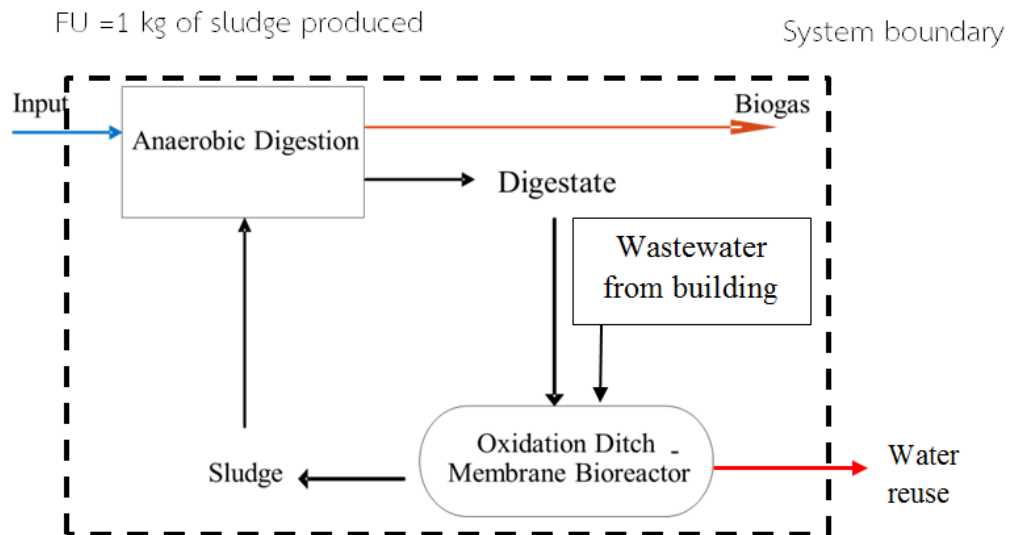 FU =1 kg of sludge produced
System boundary
Input
Biogas
Anaerobic Digestion
Digestate
Wastewater
from building
Oxidation Ditch -
Membrane Bioreactor
Sludge
Water
reuse